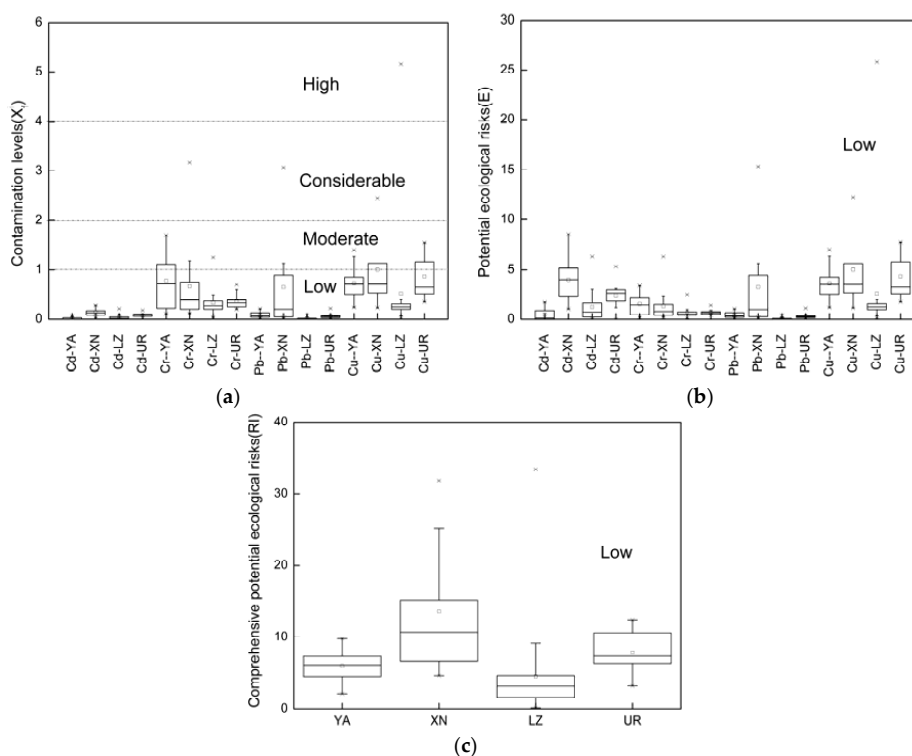 6
5
4
3
2
1
0
Contamination levels(Xi)
High
Considerable
Moderate
Low
Cd-YA
Cd-XN
Cd-LZ
Cd-UR
Cr--YA
Cr-XN
Cr-LZ
Cr-UR
Pb--YA
Pb-XN
Pb-LZ
Pb-UR
Cu--YA
Cu-XN
Cu-LZ
Cu-UR
(a)
30
25
20
15
10
5
0
Potential ecological risks(E)
Low
Cd-YA
Cd-XN
Cd-LZ
Cd-UR
Cr--YA
Cr-XN
Cr-LZ
Cr-UR
Pb--YA
Pb-XN
Pb-LZ
Pb-UR
Cu--YA
Cu-XN
Cu-LZ
Cu-UR
(b)
40
30
20
10
0
Comprehensive potential ecological risks(RI)
Low
YA XN LZ UR
(c)